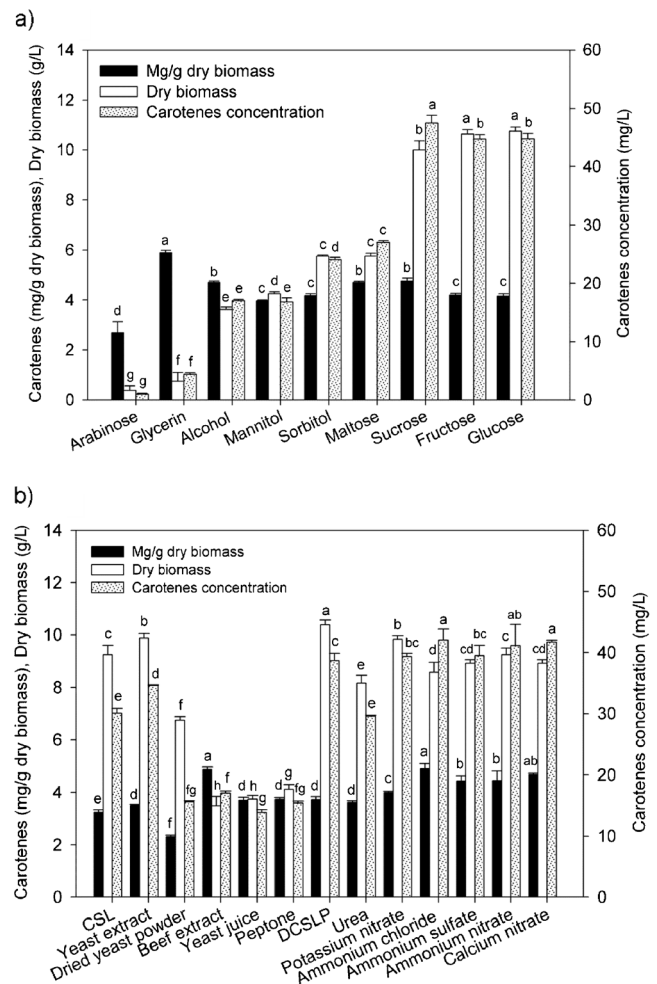 a)
14
12
10
8
6
4
2
0
Carotenes (mg/g dry biomass), Dry biomass (g/L)
60
50
40
30
20
10
0
Carotenes concentration (mg/L)
Mg/g dry biomass
Dry biomass
Carotenes concentration
d g g
a f f
b e e
c d e
c c d
b c c
b b a
c a b
c a b
Arabinose
Glycerin
Alcohol
Mannitol
Sorbitol
Maltose
Sucrose
Fructose
Glucose
b)
14
12
10
8
6
4
2
0
Carotenes (mg/g dry biomass), Dry biomass (g/L)
60
50
40
30
20
10
0
Carotenes concentration (mg/L)
Mg/g dry biomass
Dry biomass
Carotenes concentration
e c e
d b d
f f fg
a h f
d h g
d g fg
d a c
d e e
c b bc
a d a
b cd bc
b c ab
ab cd a
CSL
Yeast extract
Dried yeast powder
Beef extract
Yeast juice
Peptone
DCSLP
Urea
Potassium nitrate
Ammonium chloride
Ammonium sulfate
Ammonium nitrate
Calcium nitrate